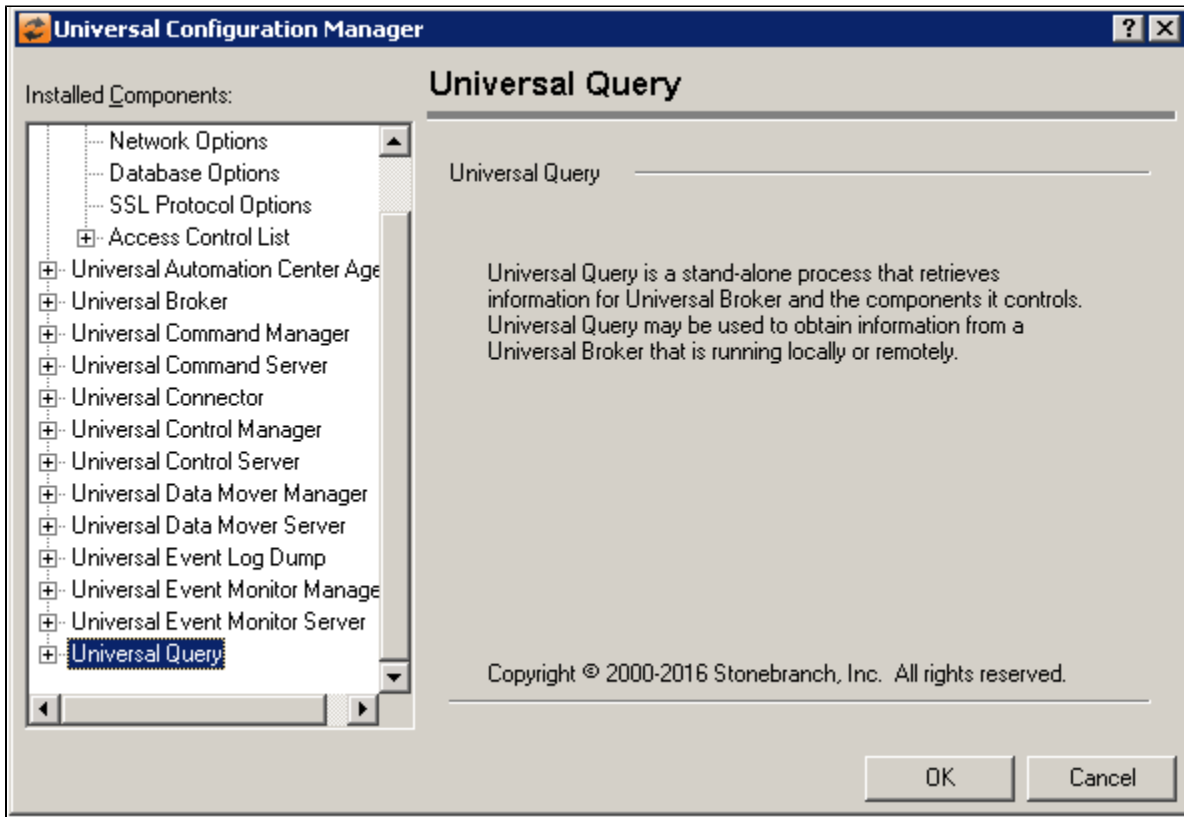 Universal Configuration Manager
Installed Components:
Network Options
Database Options
SSL Protocol Options
Access Control List
Universal Automation Center Age
Universal Broker
Universal Command Manager
Universal Command Server
Universal Connector
Universal Control Manager
Universal Control Server
Universal Data Mover Manager
Universal Data Mover Server
Universal Event Log Dump
Universal Event Monitor Manage
Universal Event Monitor Server
Universal Query
Universal Query
Universal Query
Universal Query is a stand-alone process that retrieves
information for Universal Broker and the components it controls.
Universal Query may be used to obtain information from a
Universal Broker that is running locally or remotely.
Copyright © 2000-2016 Stonebranch, Inc. All rights reserved.
OK Cancel